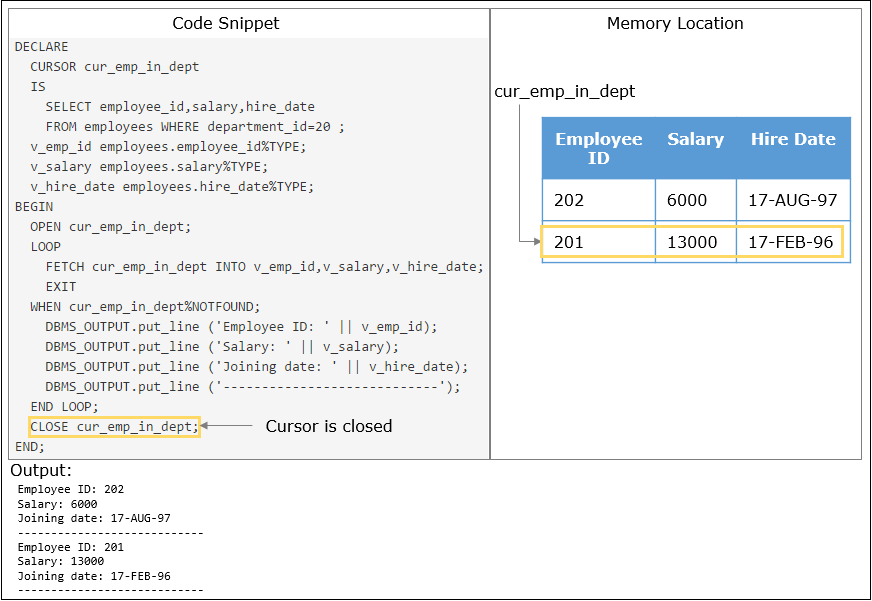 Code Snippet
DECLARE
CURSOR cur_emp_in_dept
IS
SELECT employee_id,salary,hire_date
FROM employees WHERE department_id=20 ;
v_emp_id employees.employee_id%TYPE;
v_salary employees.salary%TYPE;
v_hire_date employees.hire_date%TYPE;
BEGIN
OPEN cur_emp_in_dept;
LOOP
FETCH cur_emp_in_dept INTO v_emp_id,v_salary,v_hire_date;
EXIT
WHEN cur_emp_in_dept%NOTFOUND;
DBMS_OUTPUT.put_line ('Employee ID: ' || v_emp_id);
DBMS_OUTPUT.put_line ('Salary: ' || v_salary);
DBMS_OUTPUT.put_line ('Joining date: ' || v_hire_date);
DBMS_OUTPUT.put_line ('----------------------------');
END LOOP;
CLOSE cur_emp_in_dept;
Cursor is closed
END;
Memory Location
cur_emp_in_dept
Employee ID Salary Hire Date
202 6000 17-AUG-97
201 13000 17-FEB-96
Output:
Employee ID: 202
Salary: 6000
Joining date: 17-AUG-97
----------------------------
Employee ID: 201
Salary: 13000
Joining date: 17-FEB-96
----------------------------